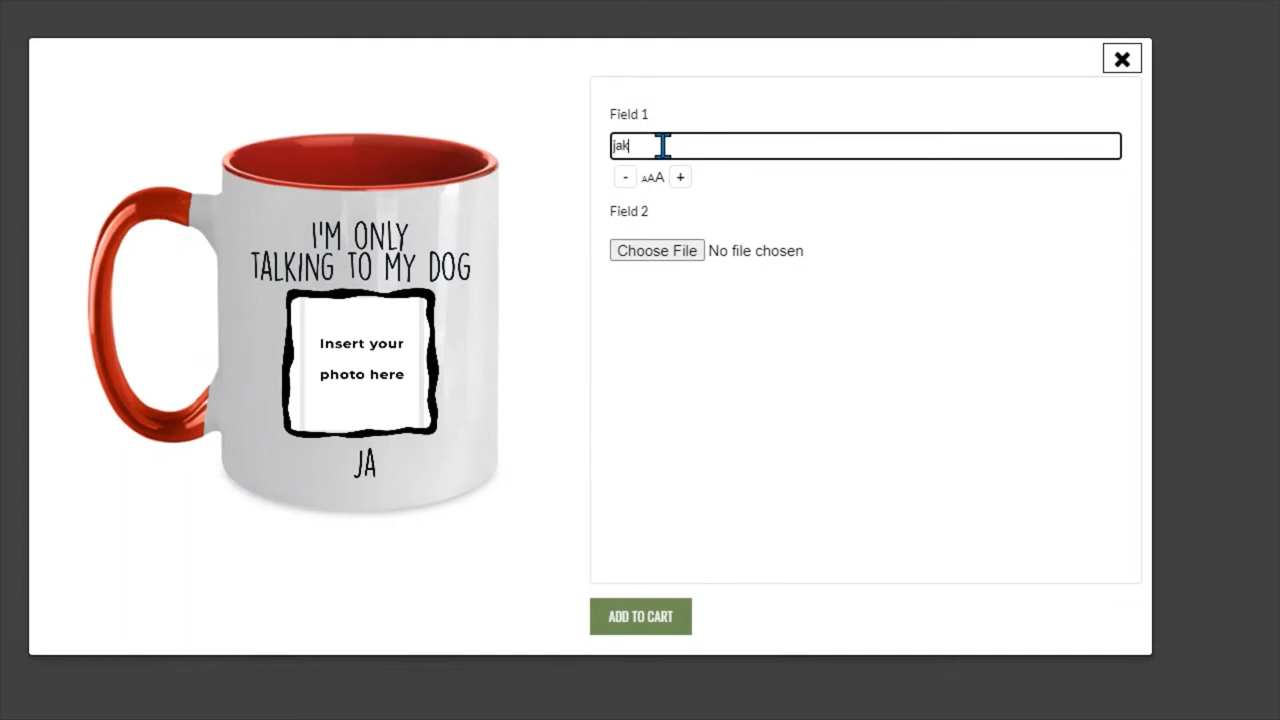 I'M ONLY
TALKING TO MY DOG
Insert your
photo here
JA
Field 1
jak
- AAA +
Field 2
Choose File No file chosen
ADD TO CART